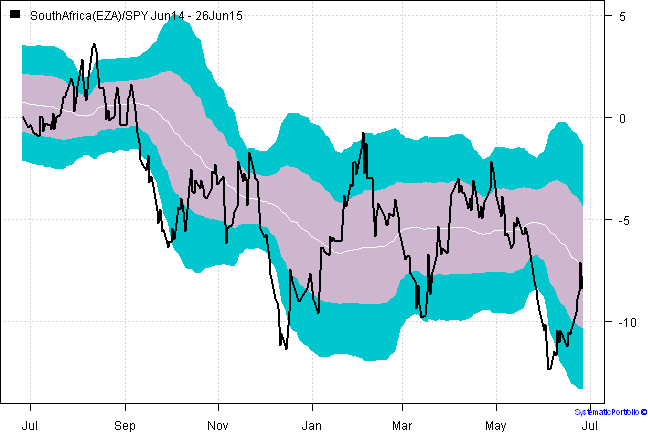 SouthAfrica(EZA)/SPY Jun14 - 26Jun15
5
0
-5
-10
Jul Sep Nov Jan Mar May Jul
SystematicPortfolio ©